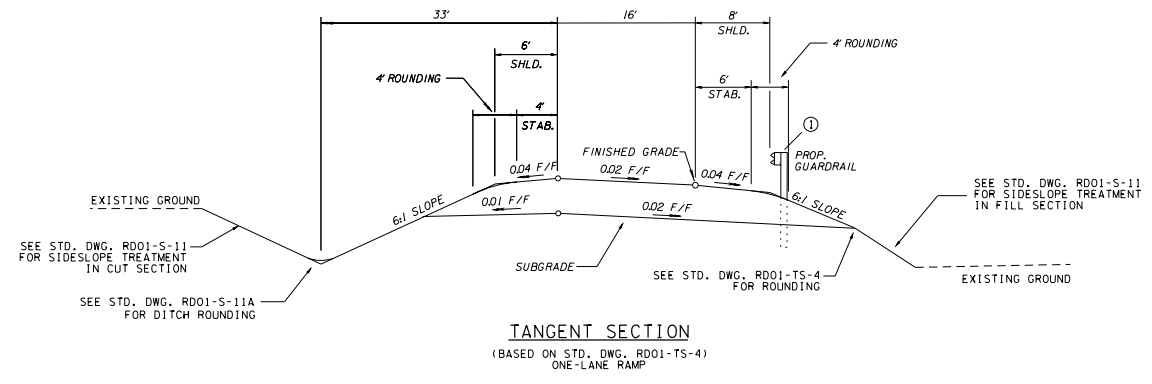 33'
16'
8'
SHLD.
6'
SHLD.
4' ROUNDING
4' ROUNDING
6'
STAB.
4'
STAB.
1
PROP.
GUARDRAIL
FINISHED GRADE
0.04 F/F
0.02 F/F
0.04 F/F
6:1 SLOPE
6:1 SLOPE
0.01 F/F
0.02 F/F
EXISTING GROUND
SEE STD. DWG. RD01-S-11
FOR SIDESLOPE TREATMENT
IN CUT SECTION
SEE STD. DWG. RD01-S-11
FOR SIDESLOPE TREATMENT
IN FILL SECTION
SUBGRADE
SEE STD. DWG. RD01-TS-4
FOR ROUNDING
EXISTING GROUND
SEE STD. DWG. RD01-S-11A
FOR DITCH ROUNDING
TANGENT SECTION
(BASED ON STD. DWG. RD01-TS-4)
ONE-LANE RAMP